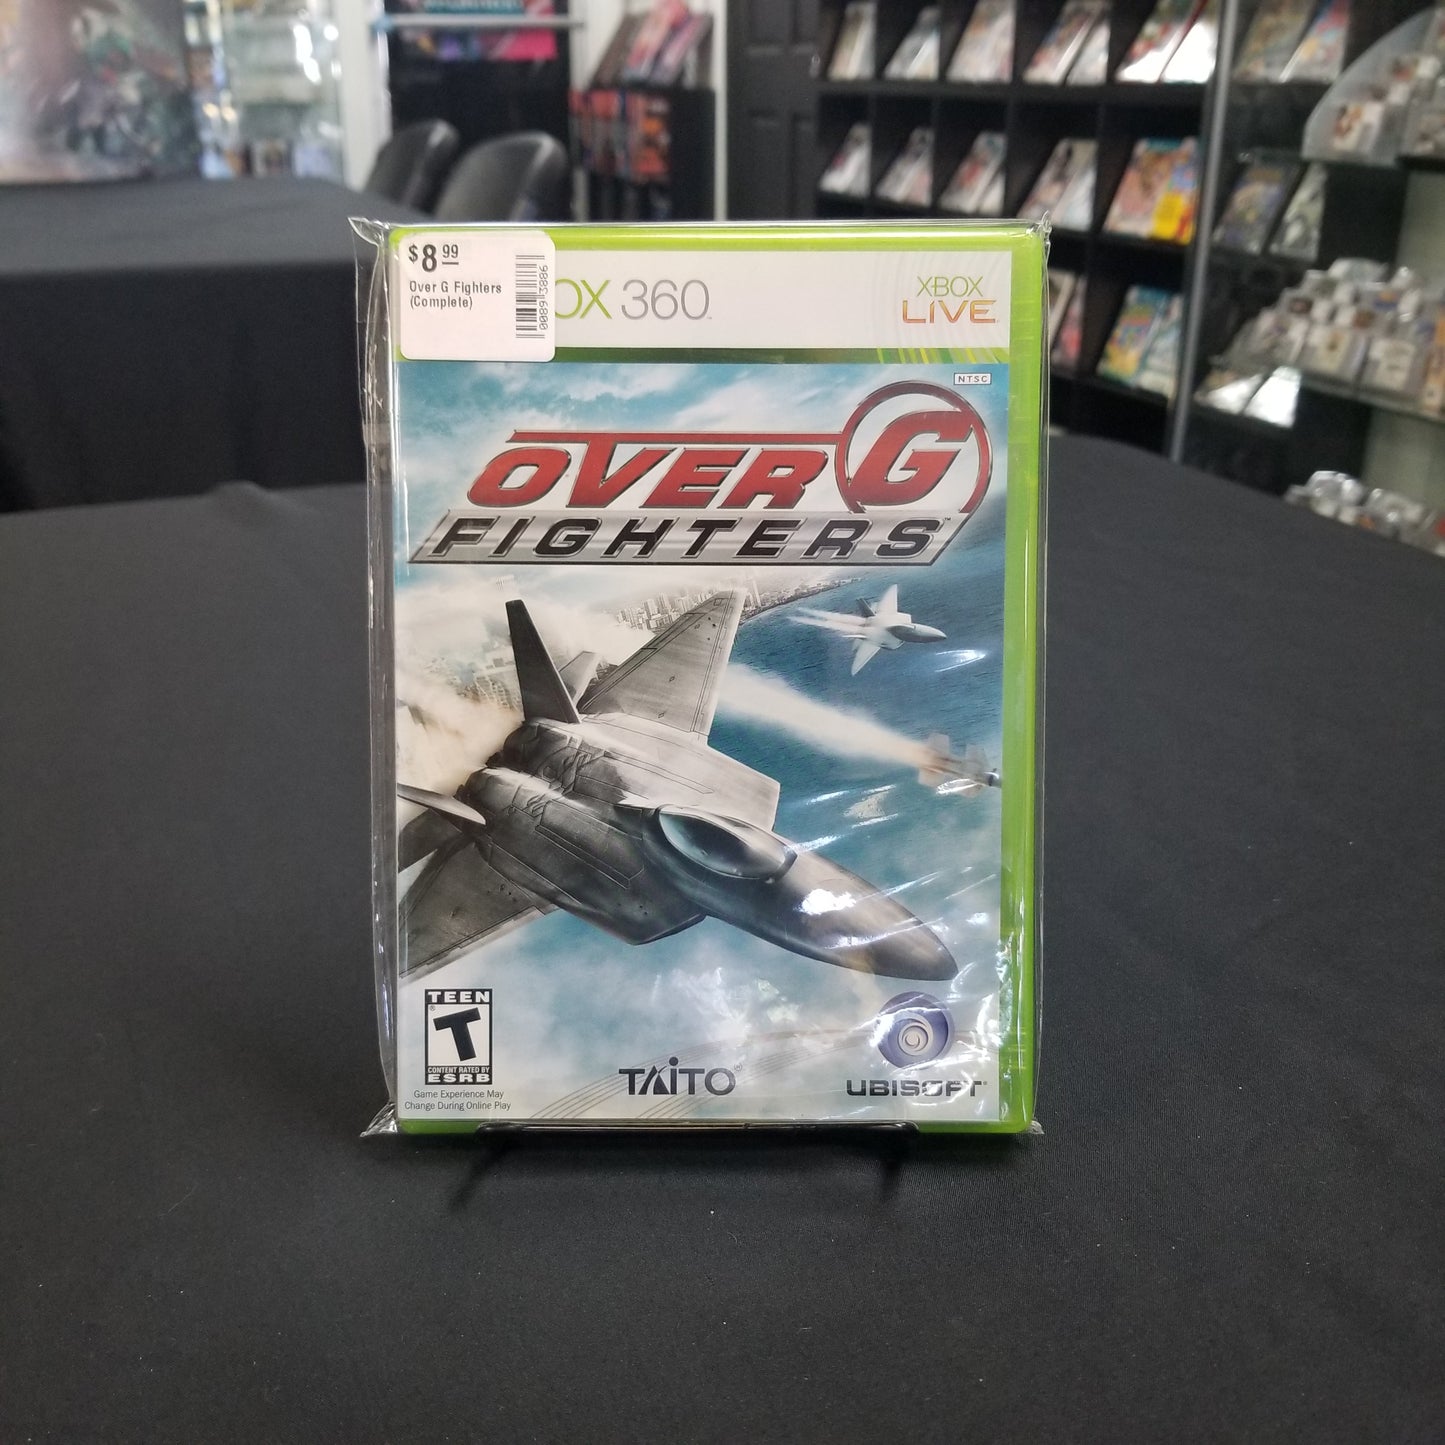 $8.99
Over G Fighters
(Complete)
0089 3886
OX 360
XBOX
LIVE
NTSC
OVER G
FIGHTERS™
TEEN
T
CONTENT RATED BY
ESRB
Game Experience May
Change During Online Play
TAITO®
UBISOFT®